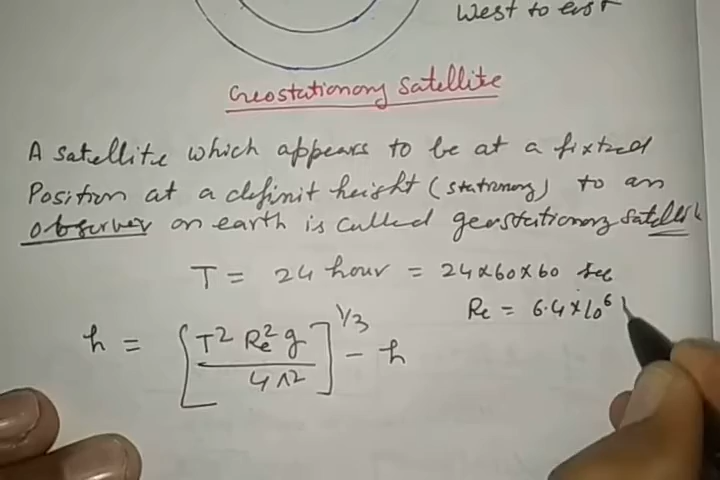 West to east
Geostationary Satellite
A satellite which appears to be at a fixted
Position at a definit height (stationary) to an
observer on earth is called geostationary satellite
T = 24 hour = 24×60×60 sec
Re = 6.4×10⁶
h = [T² Re² g / 4π²]^1/3 - h